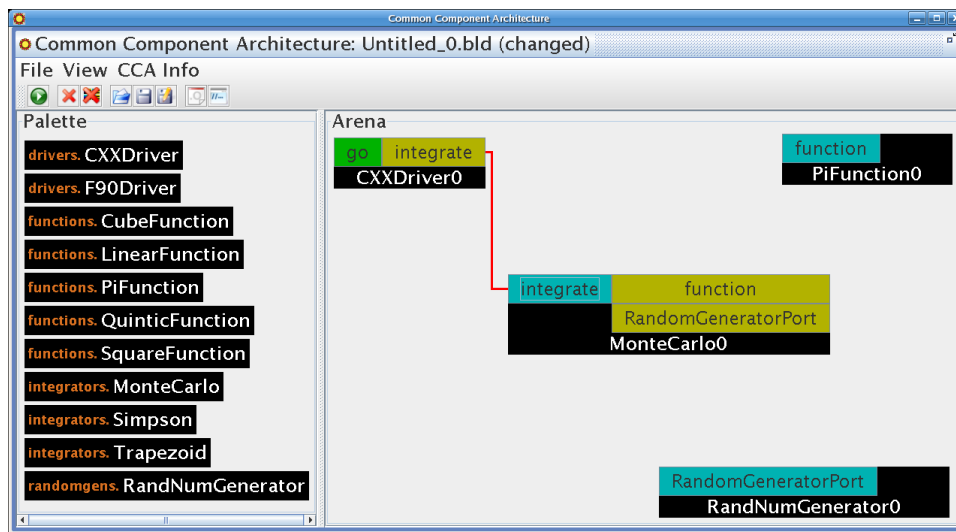 Common Component Architecture
Common Component Architecture: Untitled_0.bld (changed)
File View CCA Info
Palette
drivers. CXXDriver
drivers. F90Driver
functions. CubeFunction
functions. LinearFunction
functions. PiFunction
functions. QuinticFunction
functions. SquareFunction
integrators. MonteCarlo
integrators. Simpson
integrators. Trapezoid
randomgens. RandNumGenerator
Arena
go integrate
CXXDriver0
function
PiFunction0
integrate function
RandomGeneratorPort
MonteCarlo0
RandomGeneratorPort
RandNumGenerator0